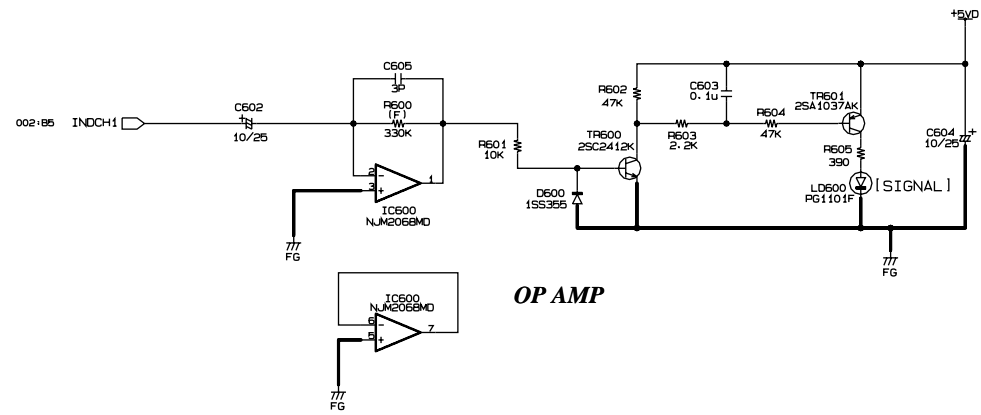 +5VD
C605
3P
R600
(F)
330K
C602
+
10/25
002:B5 INDCH1
R601
10K
2
3
1
IC600
NJM2068MD
FG
D600
1SS355
TR600
2SC2412K
R602
47K
C603
0.1u
R603
2.2K
R604
47K
TR601
2SA1037AK
R605
390
LD600
PG1101F
[SIGNAL]
C604
10/25
+
FG
OP AMP
IC600
NJM2068MD
6
5
7
FG